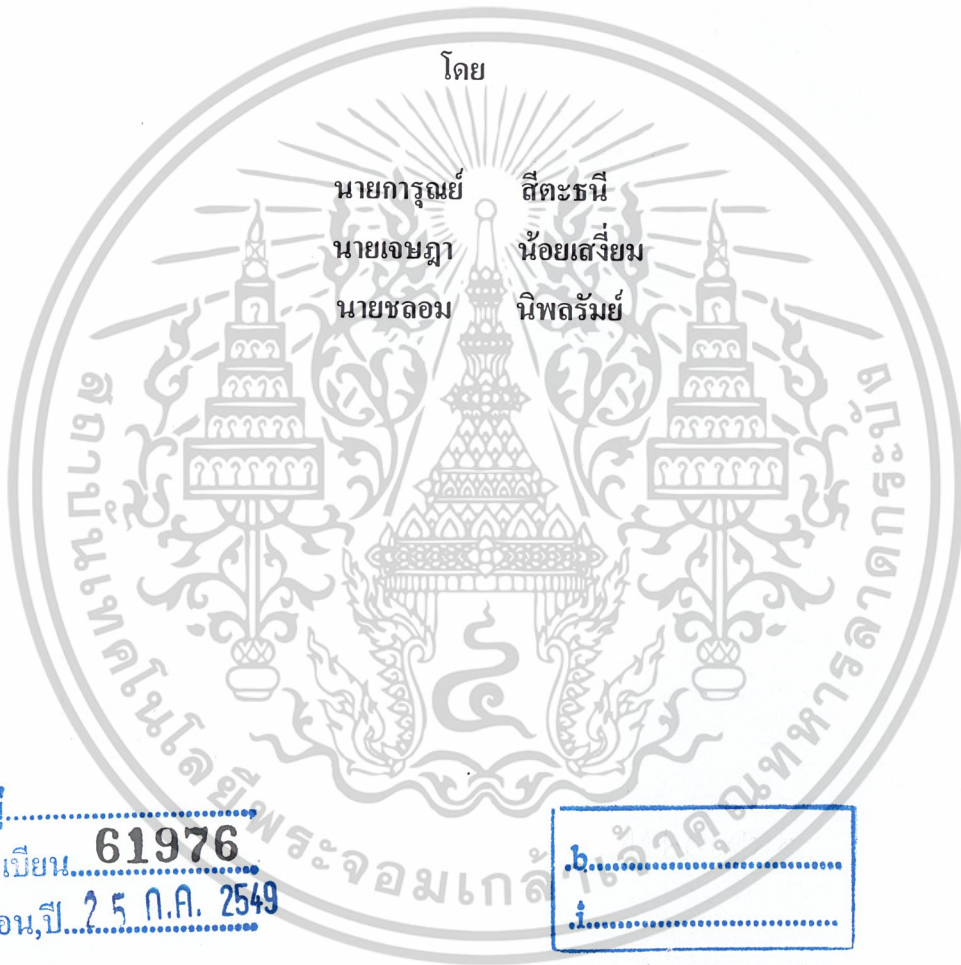 โดย
นายการุณย์ สีตะธนี
นายเจษฎา น้อยเสงี่ยม
นายชลอม นิพลรัมย์
สถาบันเทคโนโลยีพระจอมเกล้าเจ้าคุณทหารลาดกระบัง
เบียน 61976
อน,ปี 25 ก.ค. 2549
b
i